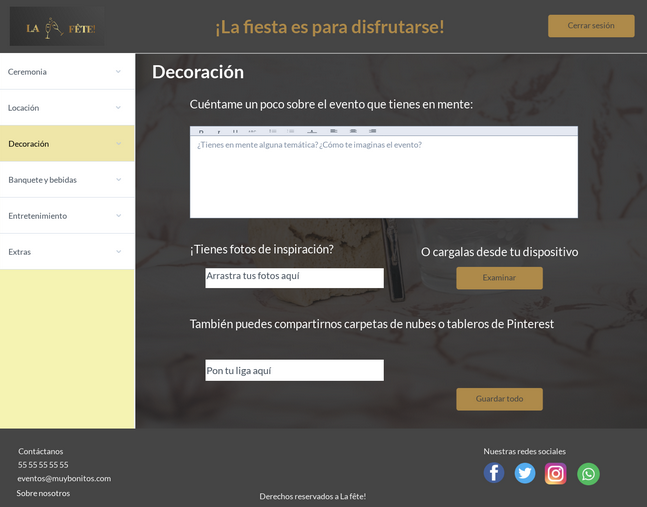 LA FÊTE!
¡La fiesta es para disfrutarse!
Cerrar sesión
Ceremonia
Locación
Decoración
Banquete y bebidas
Entretenimiento
Extras
Decoración
Cuéntame un poco sobre el evento que tienes en mente:
¿Tienes en mente alguna temática? ¿Cómo te imaginas el evento?
¡Tienes fotos de inspiración?
O cargalas desde tu dispositivo
Arrastra tus fotos aquí
Examinar
También puedes compartirnos carpetas de nubes o tableros de Pinterest
Pon tu liga aquí
Guardar todo
Contáctanos
55 55 55 55 55
eventos@muybonitos.com
Sobre nosotros
Derechos reservados a La fête!
Nuestras redes sociales